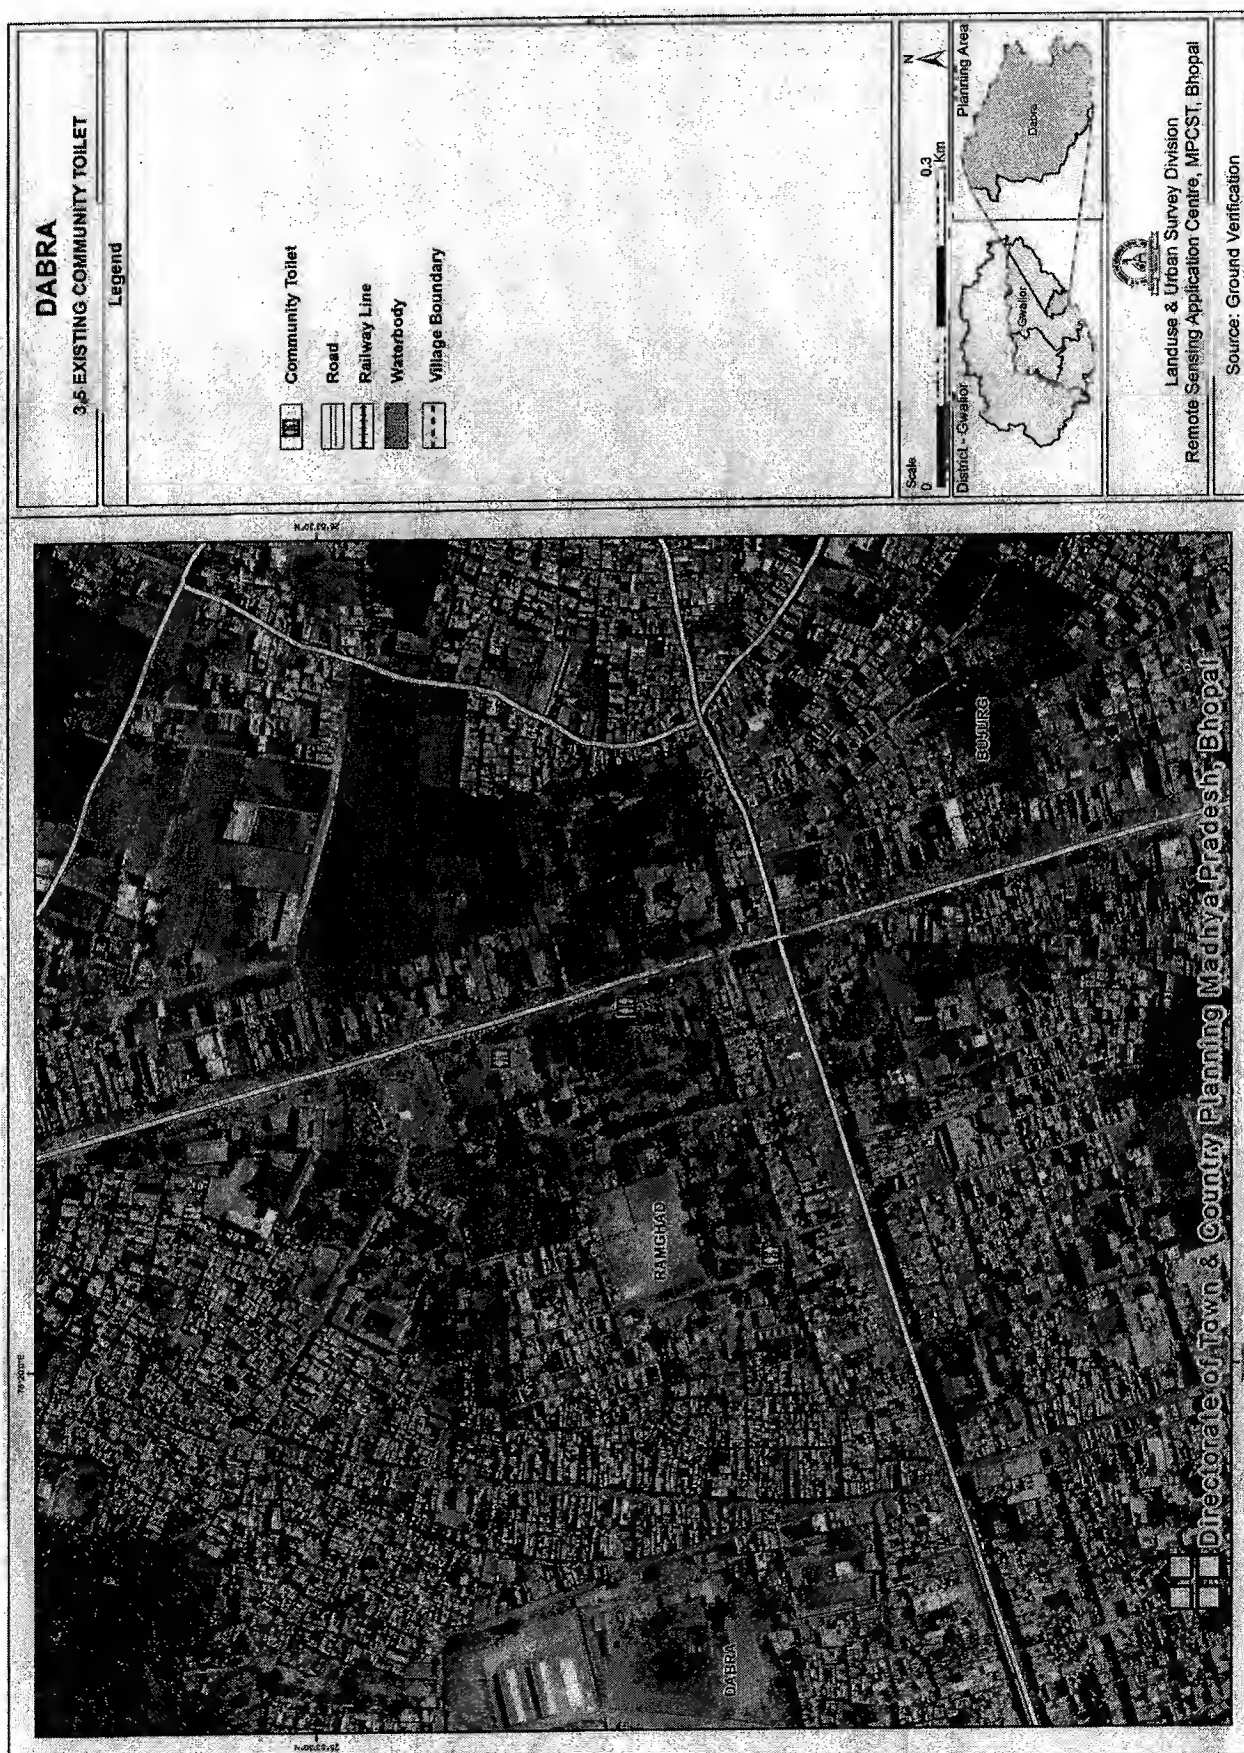 DABRA
3.5 EXISTING COMMUNITY TOILET
Legend
Community Toilet
Road
Railway Line
Waterbody
Village Boundary
N
Scale
0
0.3
Km
District - Gwalior
Planning Area
Gwalior
Dabra
Landuse & Urban Survey Division
Remote Sensing Application Centre, MPCST, Bhopal
Source: Ground Verification
RAMGHAD
BUJURG
DABRA
Directorate of Town & Country Planning Madhya Pradesh, Bhopal